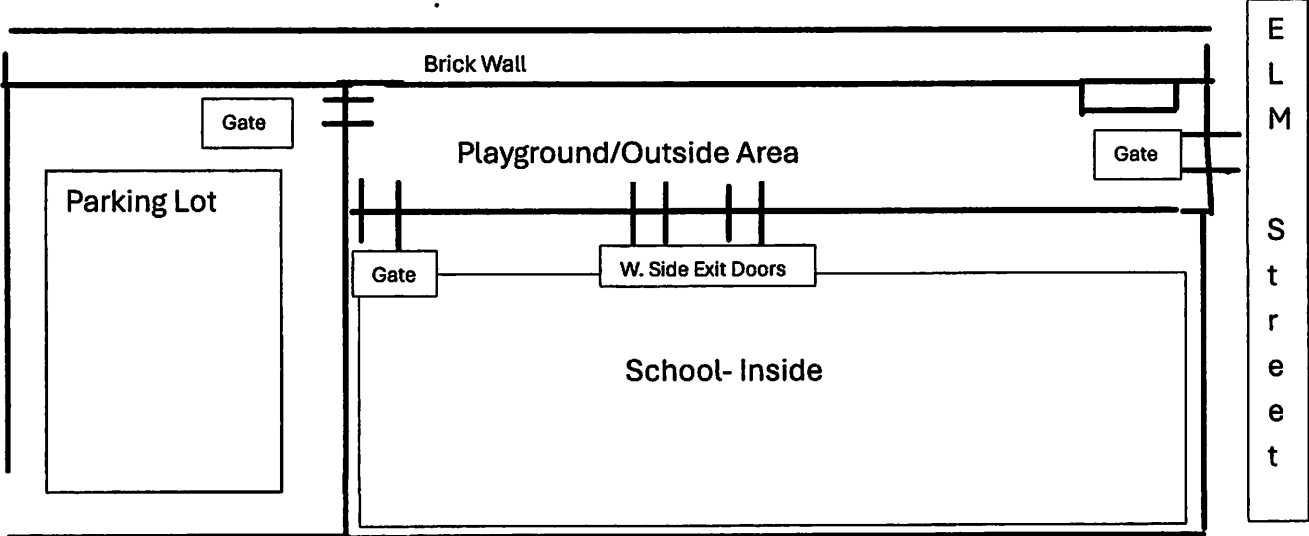 Brick Wall
Gate
Playground/Outside Area
Gate
Parking Lot
Gate
W. Side Exit Doors
School- Inside
E
L
M
S
t
r
e
e
t